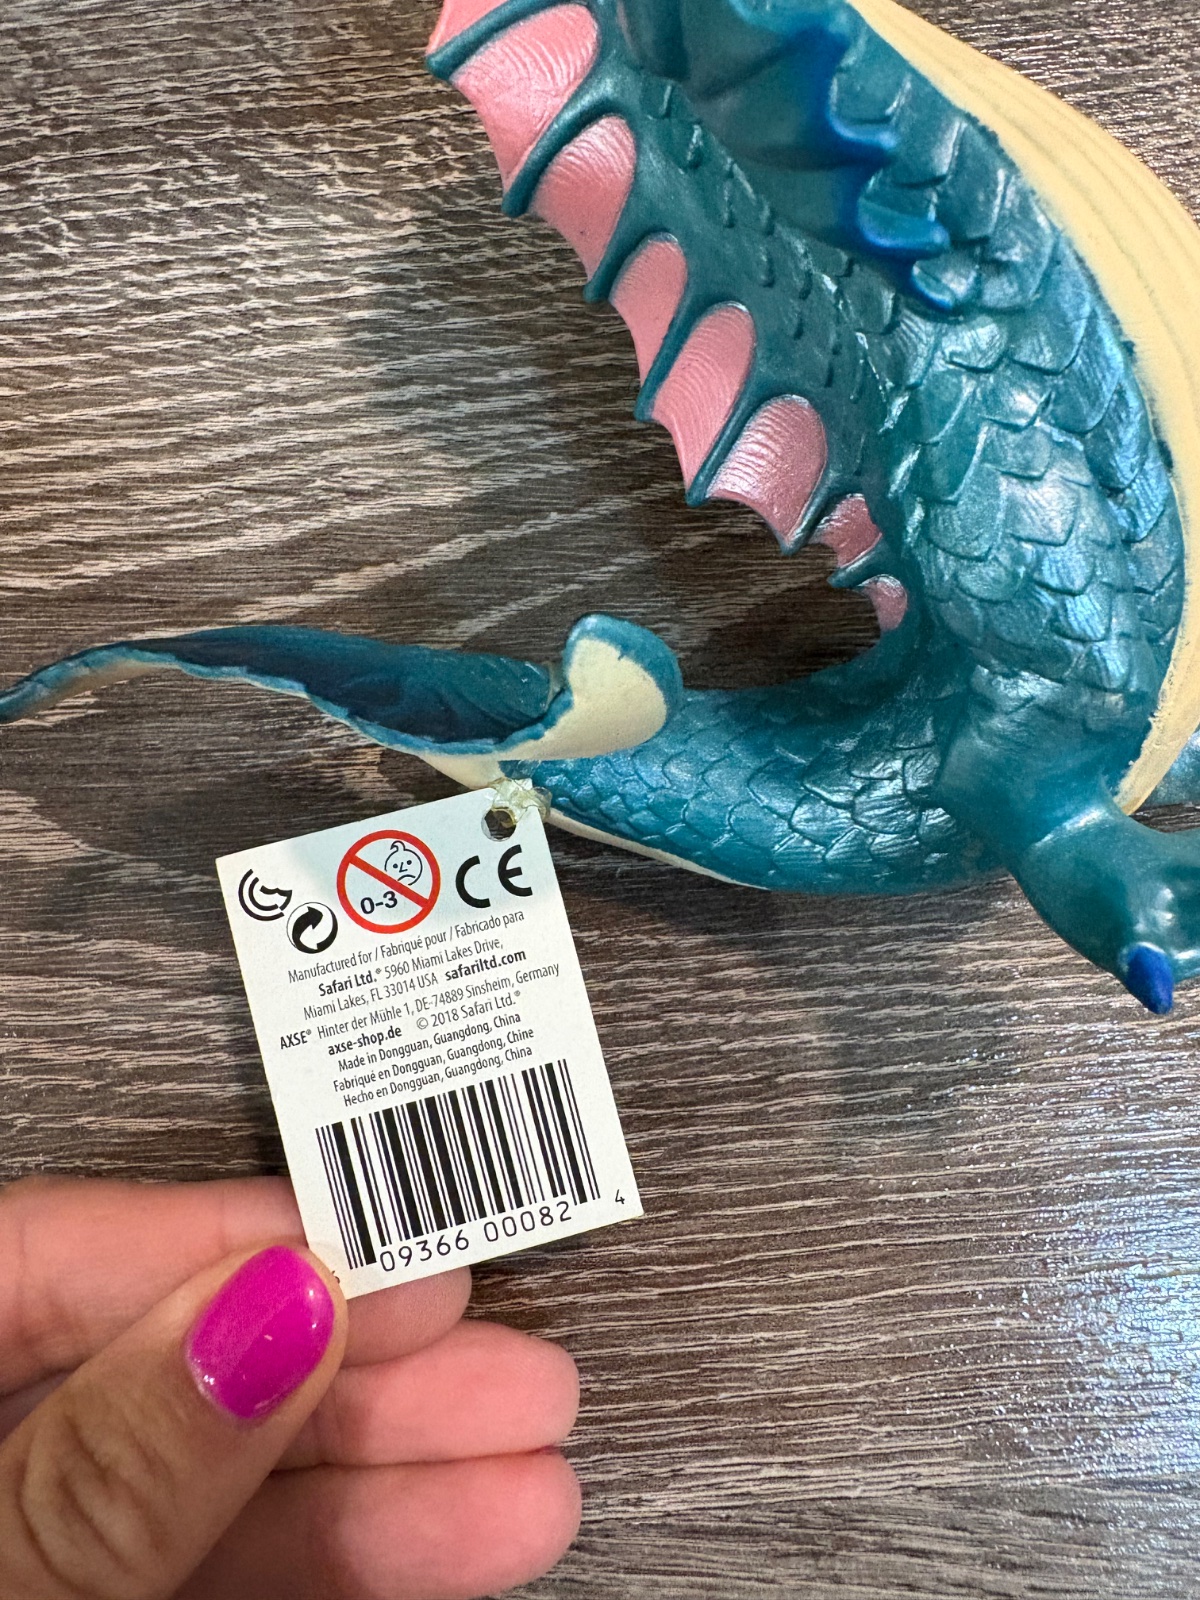 0-3
CE
Manufactured for / Fabriqué pour / Fabricado para
Safari Ltd.® 5960 Miami Lakes Drive,
Miami Lakes, FL 33014 USA safariltd.com
AXSE® Hinter der Mühle 1, DE-74889 Sinsheim, Germany
axse-shop.de © 2018 Safari Ltd.®
Made in Dongguan, Guangdong, China
Fabriqué en Dongguan, Guangdong, Chine
Hecho en Dongguan, Guangdong, China
09366 00082 4